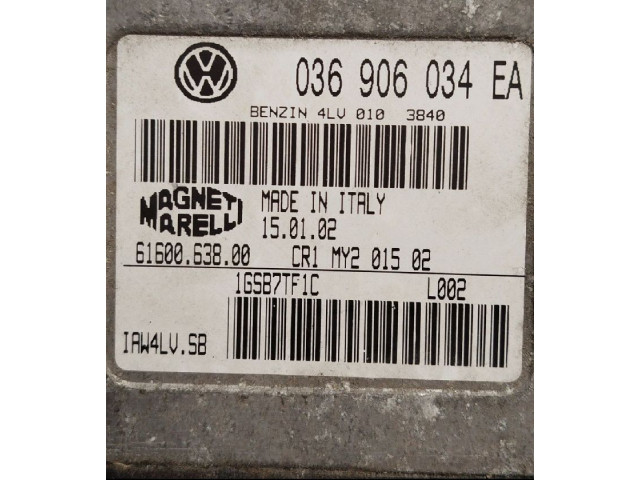 036 906 034 EA
BENZIN 4LV 010 3840
MAGNETI MARELLI
MADE IN ITALY
15.01.02
61600.638.00 CR1 MY2 015 02
1GSB7TF1C L002
IAW4LV.SB